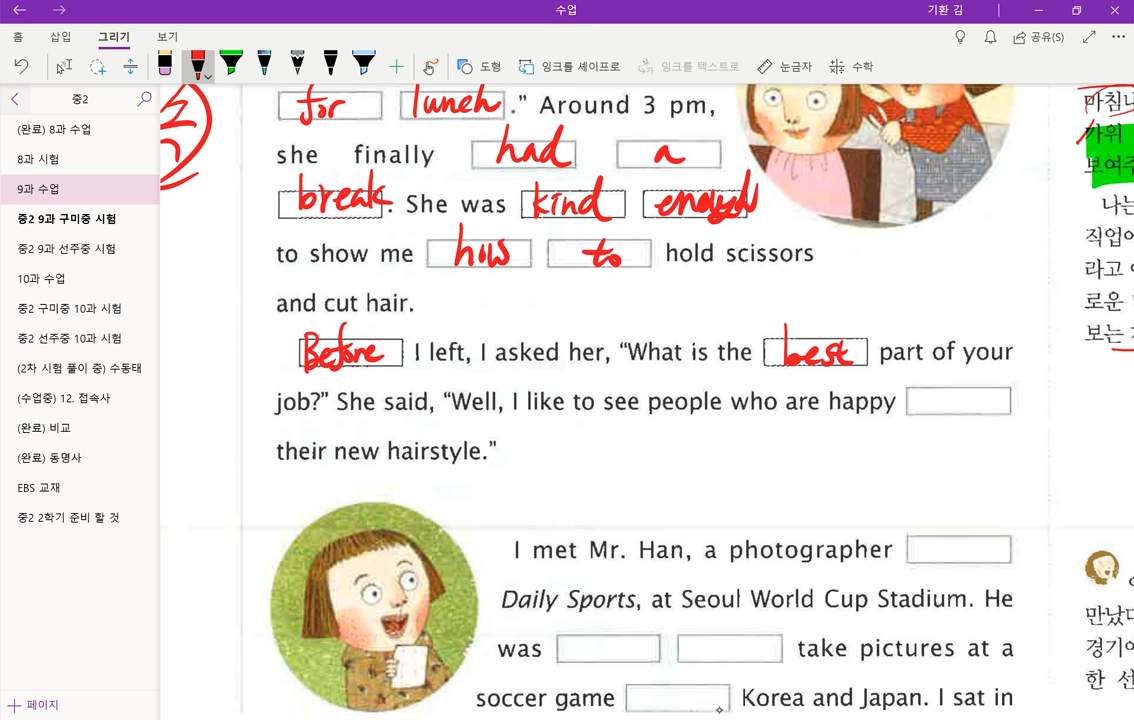 수업
기환 김
홈 삽입 그리기 보기
공유(S)
도형 잉크를 셰이프로 잉크를 텍스트로 눈금자 수학
중2
(완료) 8과 수업
8과 시험
9과 수업
중2 9과 구미중 시험
중2 9과 선주중 시험
10과 수업
중2 구미중 10과 시험
중2 선주중 10과 시험
(2차 시험 풀이 중) 수동태
(수업중) 12. 접속사
(완료) 비교
(완료) 동명사
EBS 교재
중2 2학기 준비 할 것
페이지
for lunch." Around 3 pm,
she finally had a
break. She was kind enough
to show me how to hold scissors
and cut hair.
Before I left, I asked her, "What is the best part of your
job?" She said, "Well, I like to see people who are happy
their new hairstyle."
I met Mr. Han, a photographer
Daily Sports, at Seoul World Cup Stadium. He
was take pictures at a
soccer game Korea and Japan. I sat in
마침내
가위
보여주
나는
직업에
라고
로운
보는
만났다
경기에
한 선